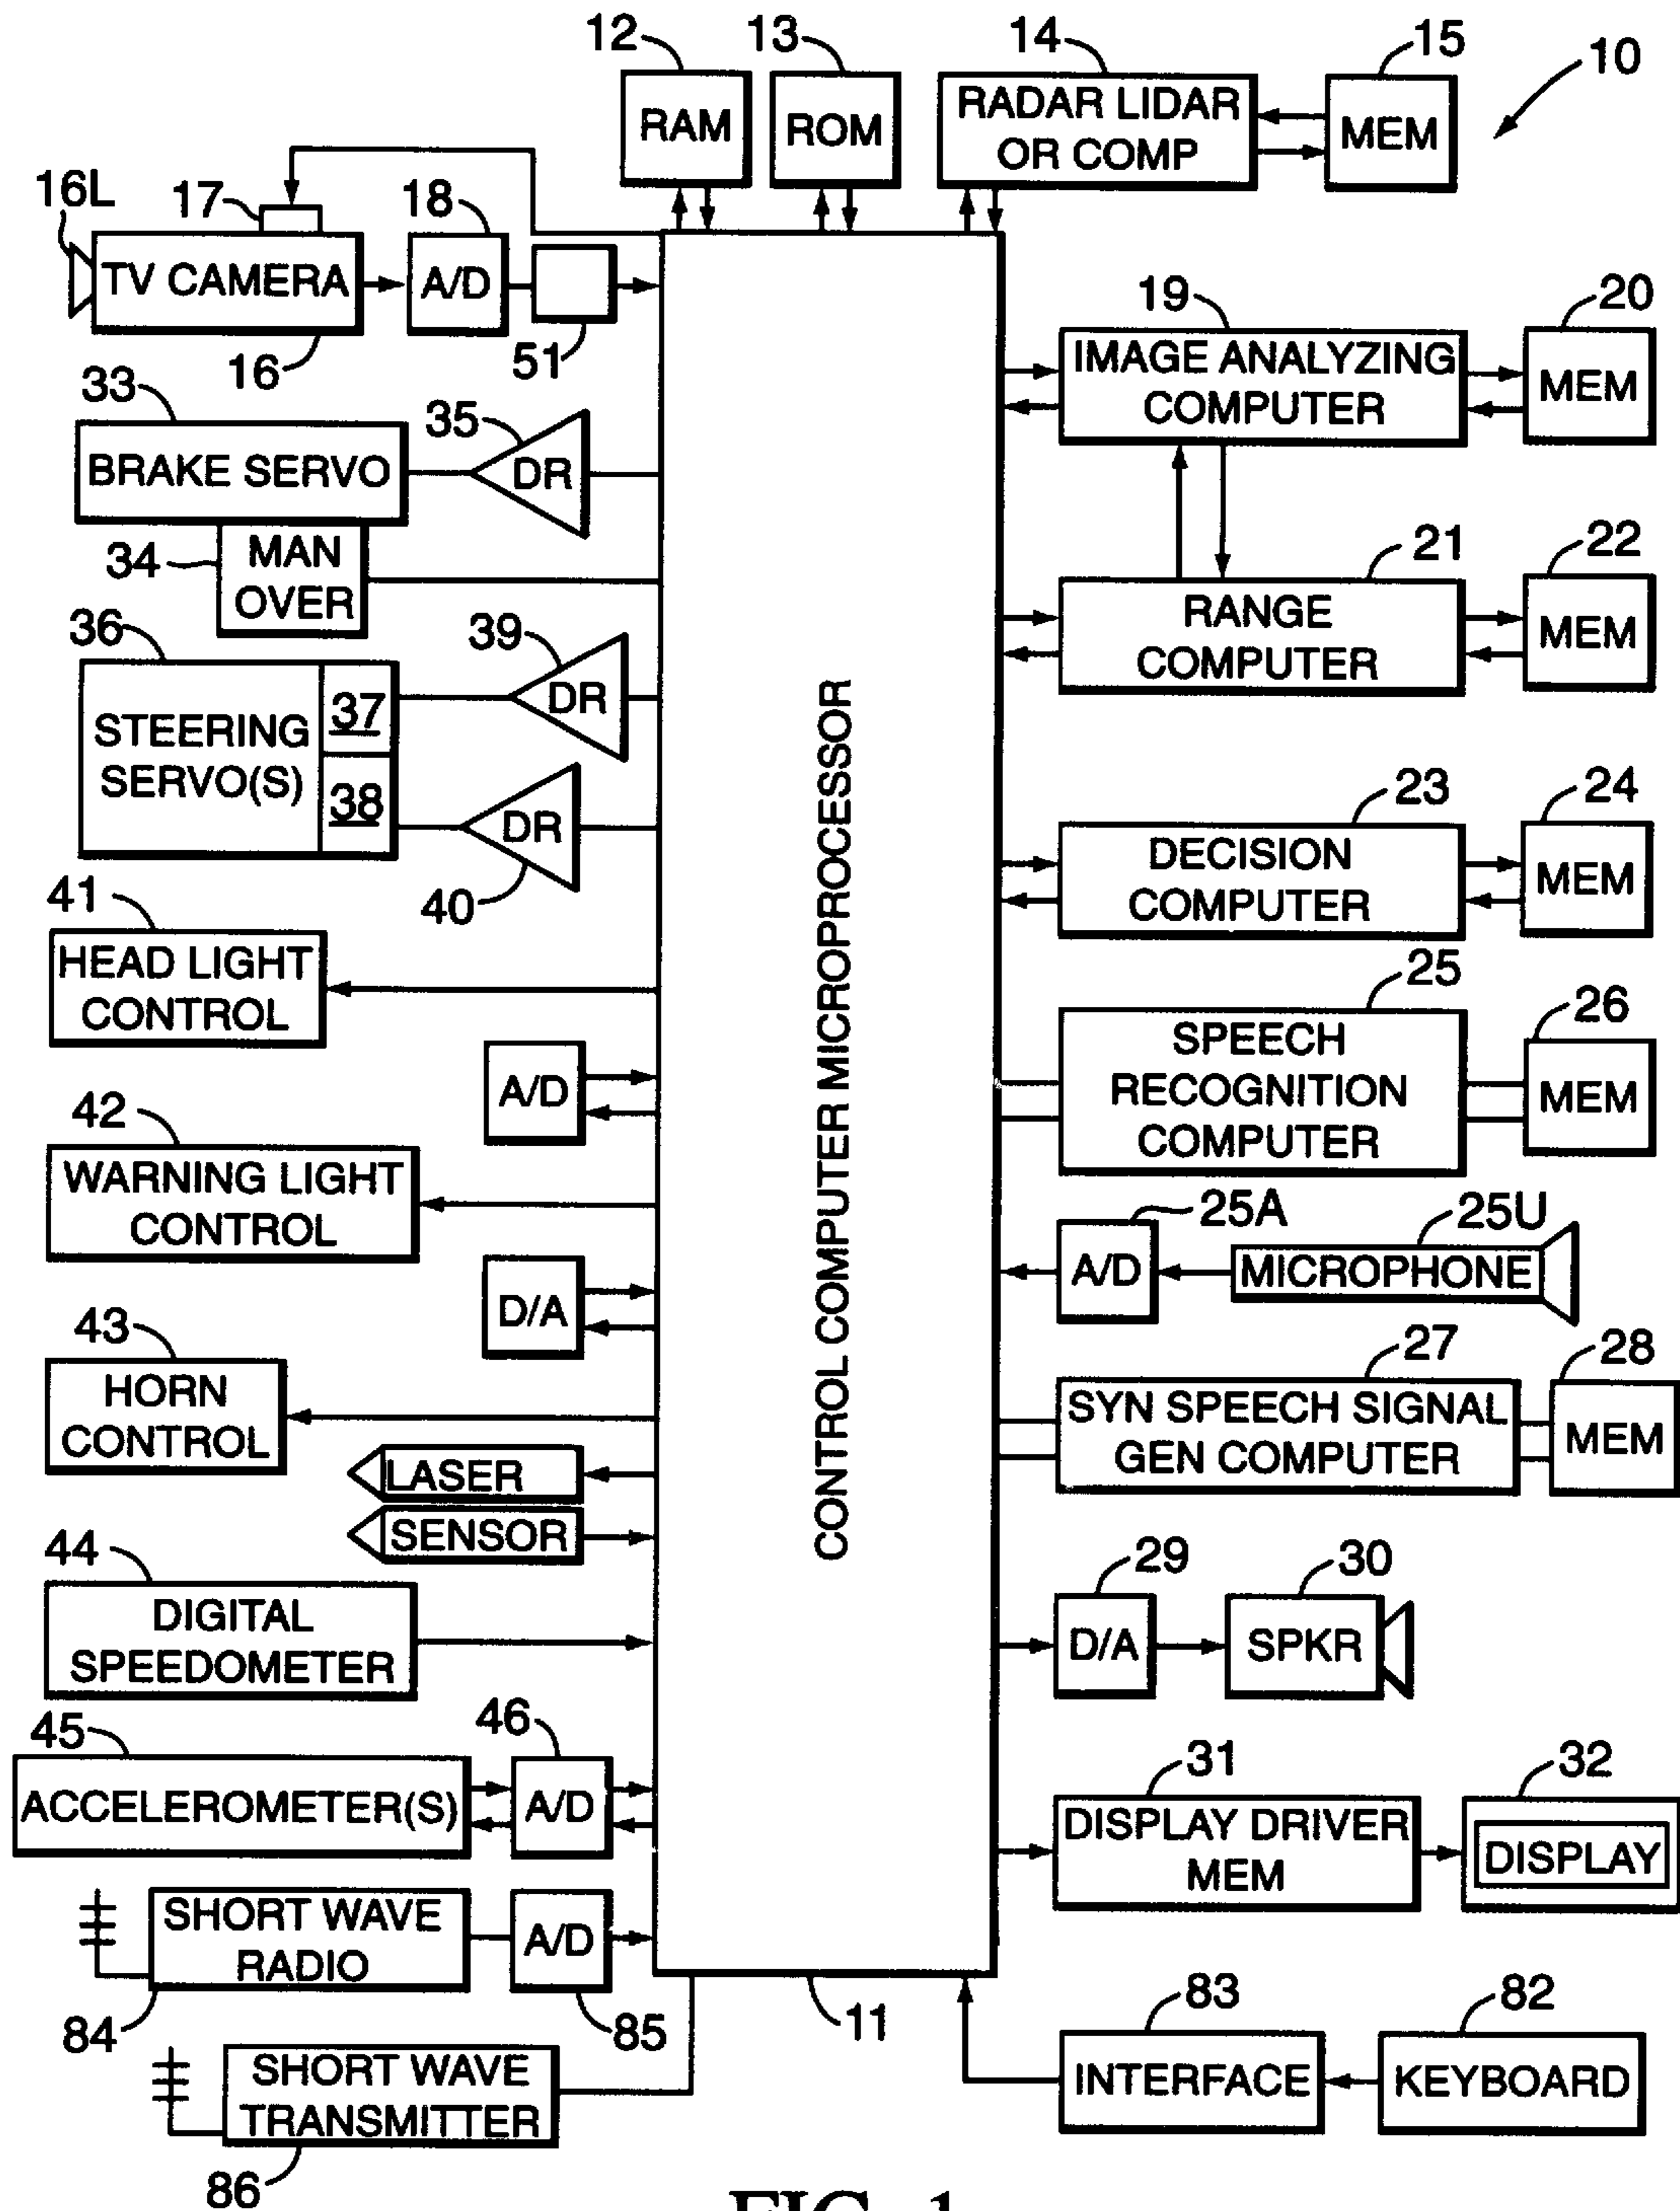 12
13
14
15
10
RAM
ROM
RADAR LIDAR
OR COMP
MEM
16L
17
18
TV CAMERA
A/D
16
51
19
20
IMAGE ANALYZING
COMPUTER
MEM
33
35
BRAKE SERVO
DR
34
MAN
OVER
21
22
RANGE
COMPUTER
MEM
36
39
STEERING
SERVO(S)
37
38
DR
DR
40
CONTROL COMPUTER MICROPROCESSOR
23
24
DECISION
COMPUTER
MEM
41
HEAD LIGHT
CONTROL
A/D
25
26
SPEECH
RECOGNITION
COMPUTER
MEM
42
WARNING LIGHT
CONTROL
D/A
25A
25U
A/D
MICROPHONE
43
HORN
CONTROL
LASER
SENSOR
27
28
SYN SPEECH SIGNAL
GEN COMPUTER
MEM
44
DIGITAL
SPEEDOMETER
29
30
D/A
SPKR
45
46
ACCELEROMETER(S)
A/D
31
32
DISPLAY DRIVER
MEM
DISPLAY
SHORT WAVE
RADIO
A/D
84
85
11
83
82
INTERFACE
KEYBOARD
SHORT WAVE
TRANSMITTER
86
FIG. 1